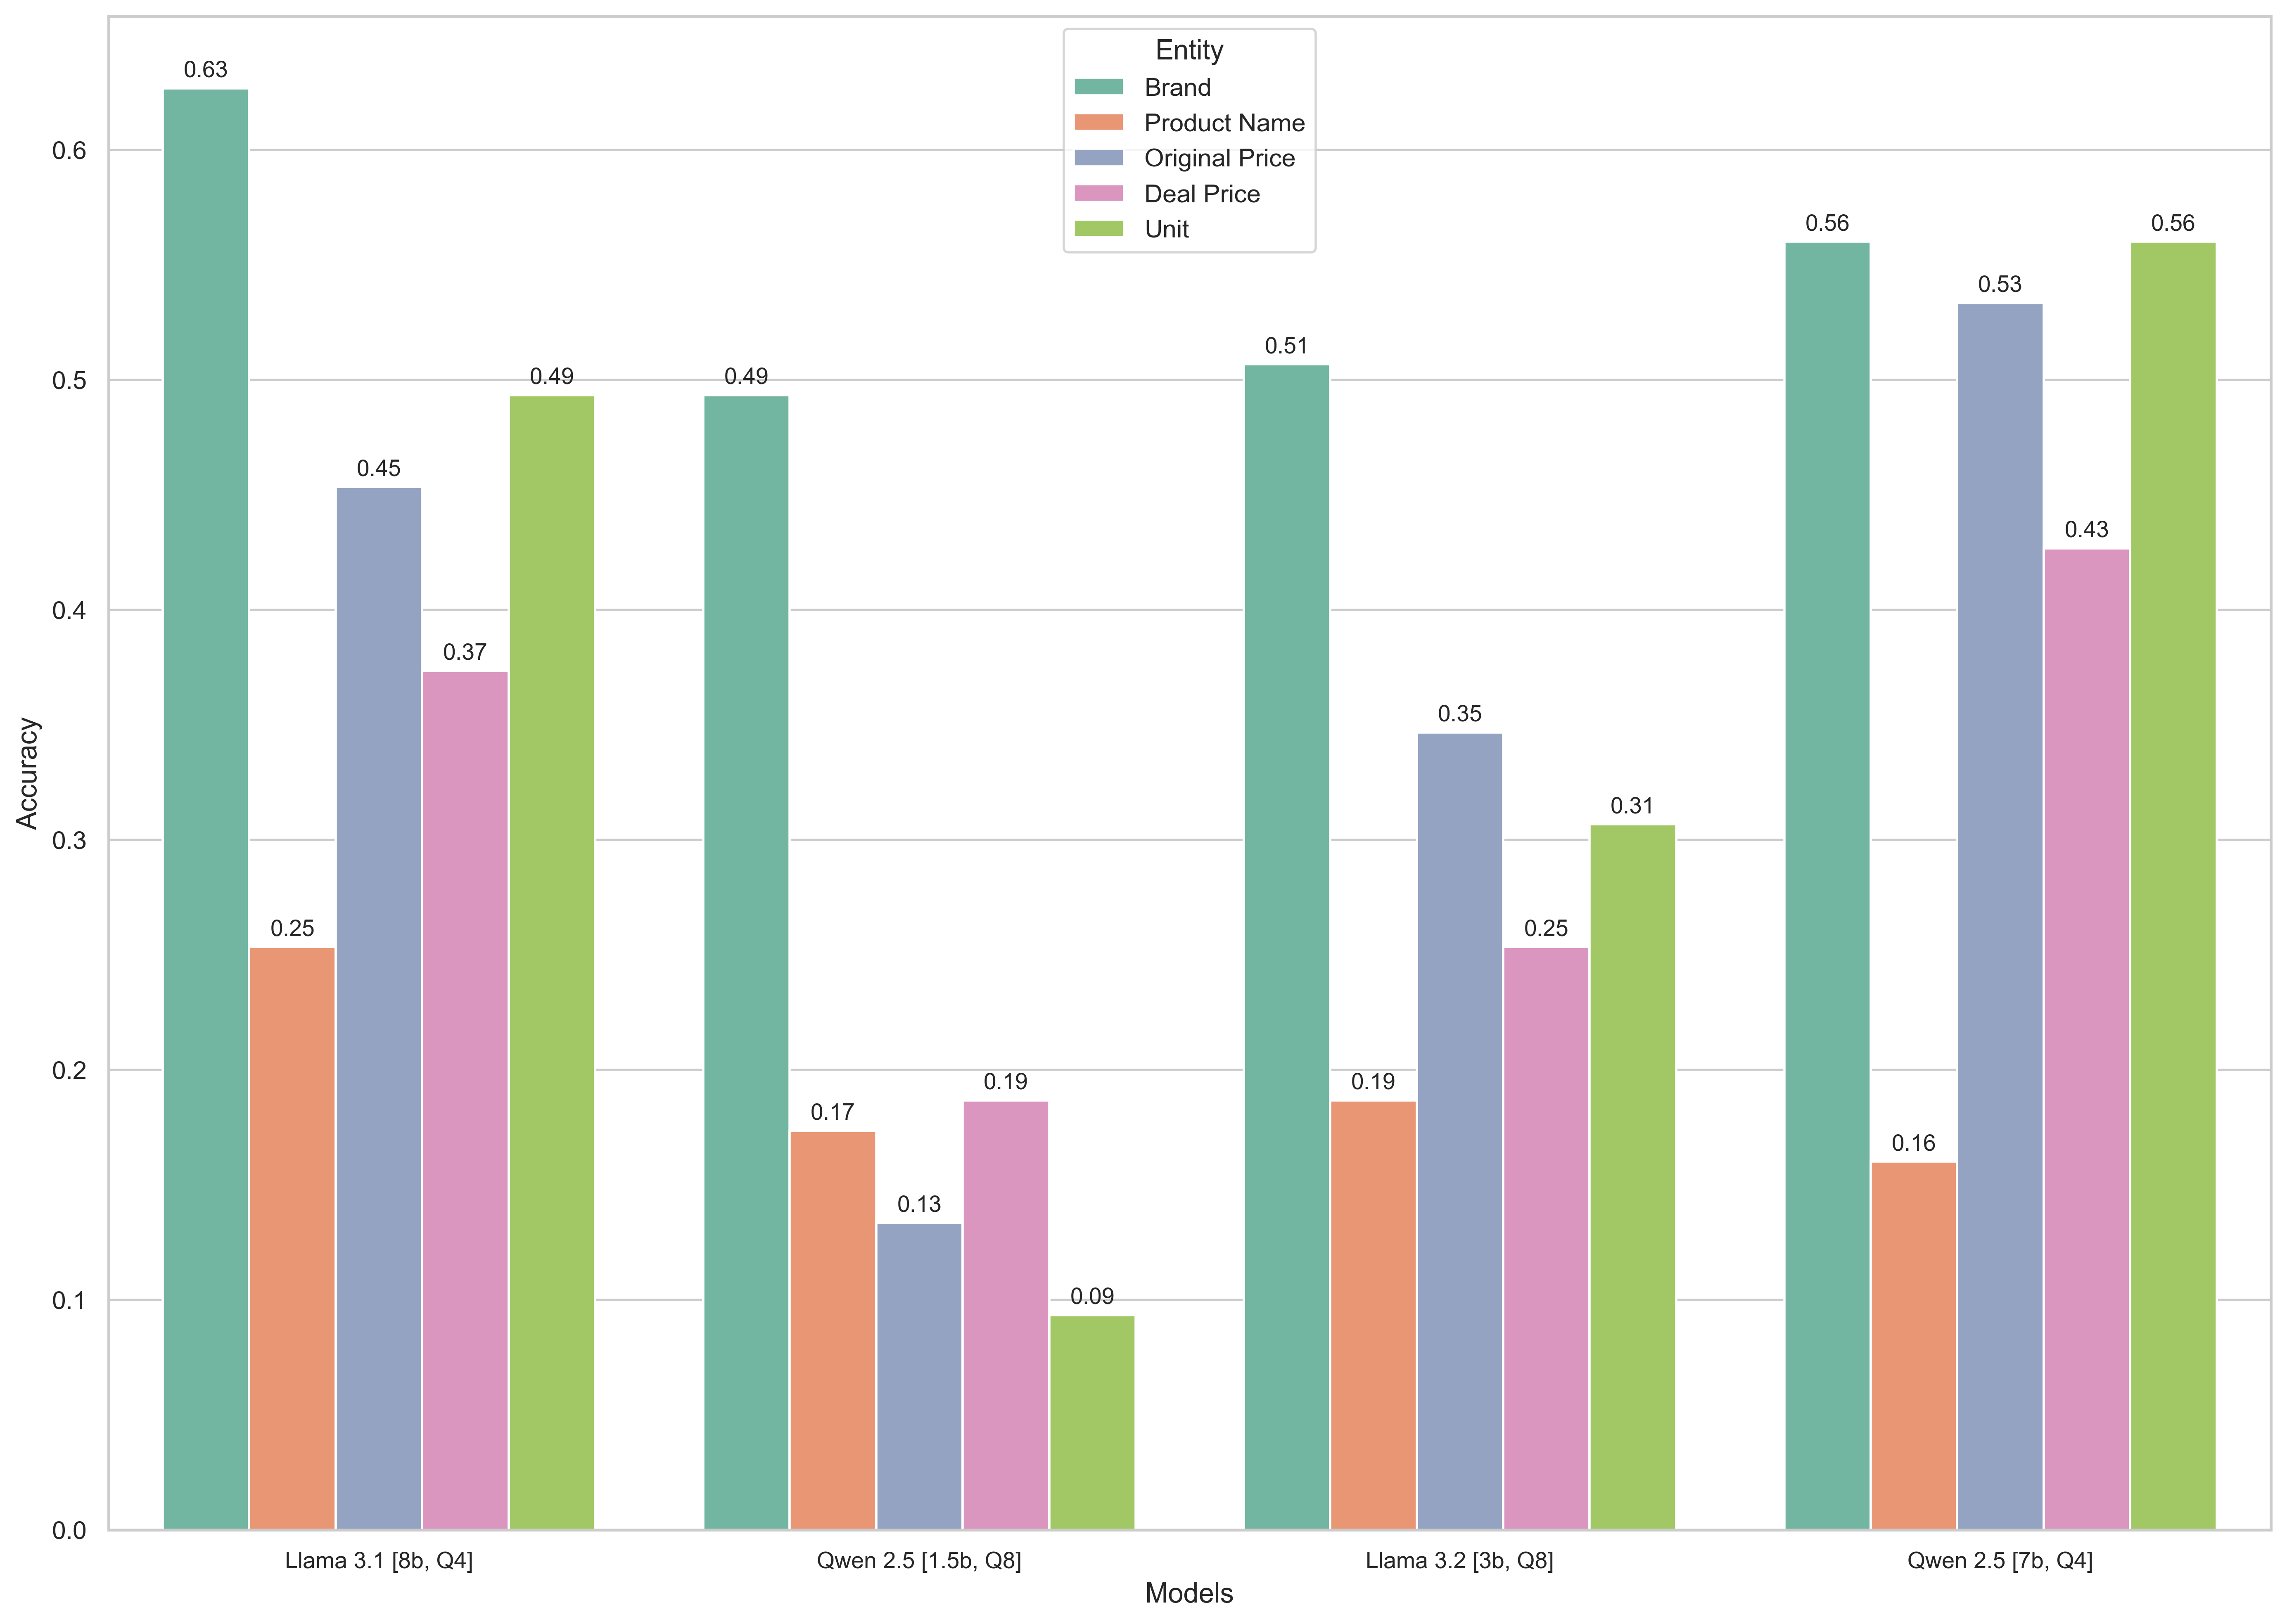 Entity
Brand
Product Name
Original Price
Deal Price
Unit
Accuracy
0.6
0.5
0.4
0.3
0.2
0.1
0.0
0.63
0.25
0.45
0.37
0.49
0.49
0.17
0.13
0.19
0.09
0.51
0.19
0.35
0.25
0.31
0.56
0.16
0.53
0.43
0.56
Llama 3.1 [8b, Q4]
Qwen 2.5 [1.5b, Q8]
Llama 3.2 [3b, Q8]
Qwen 2.5 [7b, Q4]
Models